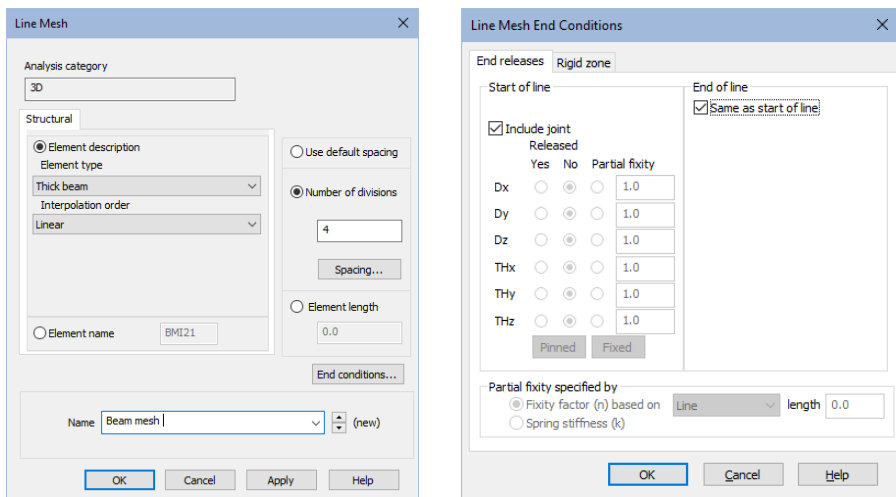 Line Mesh
Analysis category
3D
Structural
Element description
Element type
Thick beam
Interpolation order
Linear
Element name BMI21
Use default spacing
Number of divisions
4
Spacing...
Element length
0.0
End conditions...
Name Beam mesh (new)
OK Cancel Apply Help
Line Mesh End Conditions
End releases Rigid zone
Start of line
Include joint
Released
Yes No Partial fixity
Dx 1.0
Dy 1.0
Dz 1.0
THx 1.0
THy 1.0
THz 1.0
Pinned Fixed
End of line
Same as start of line
Partial fixity specified by
Fixity factor (n) based on Line length 0.0
Spring stiffness (k)
OK Cancel Help